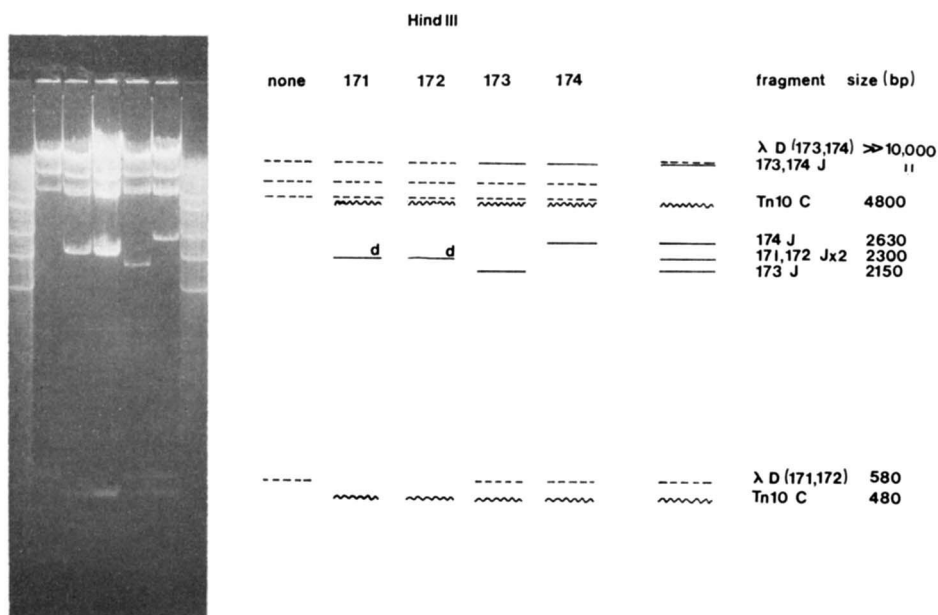 Hind III
none 171 172 173 174 fragment size (bp)
λ D (173,174) ≫10,000
173,174 J "
Tn10 C 4800
174 J 2630
d d 171,172 Jx2 2300
173 J 2150
λ D (171,172) 580
Tn10 C 480